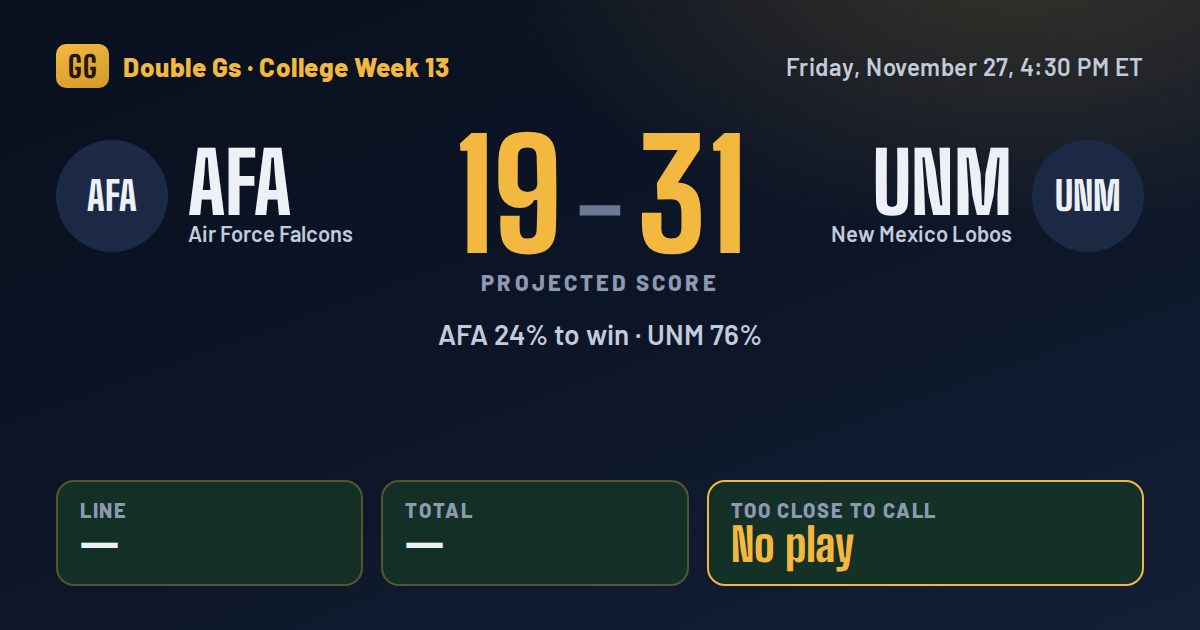 GG
Double Gs · College Week 13
Friday, November 27, 4:30 PM ET
AFA
AFA
Air Force Falcons
19 – 31
PROJECTED SCORE
AFA 24% to win · UNM 76%
UNM
New Mexico Lobos
UNM
LINE
—
TOTAL
—
TOO CLOSE TO CALL
No play